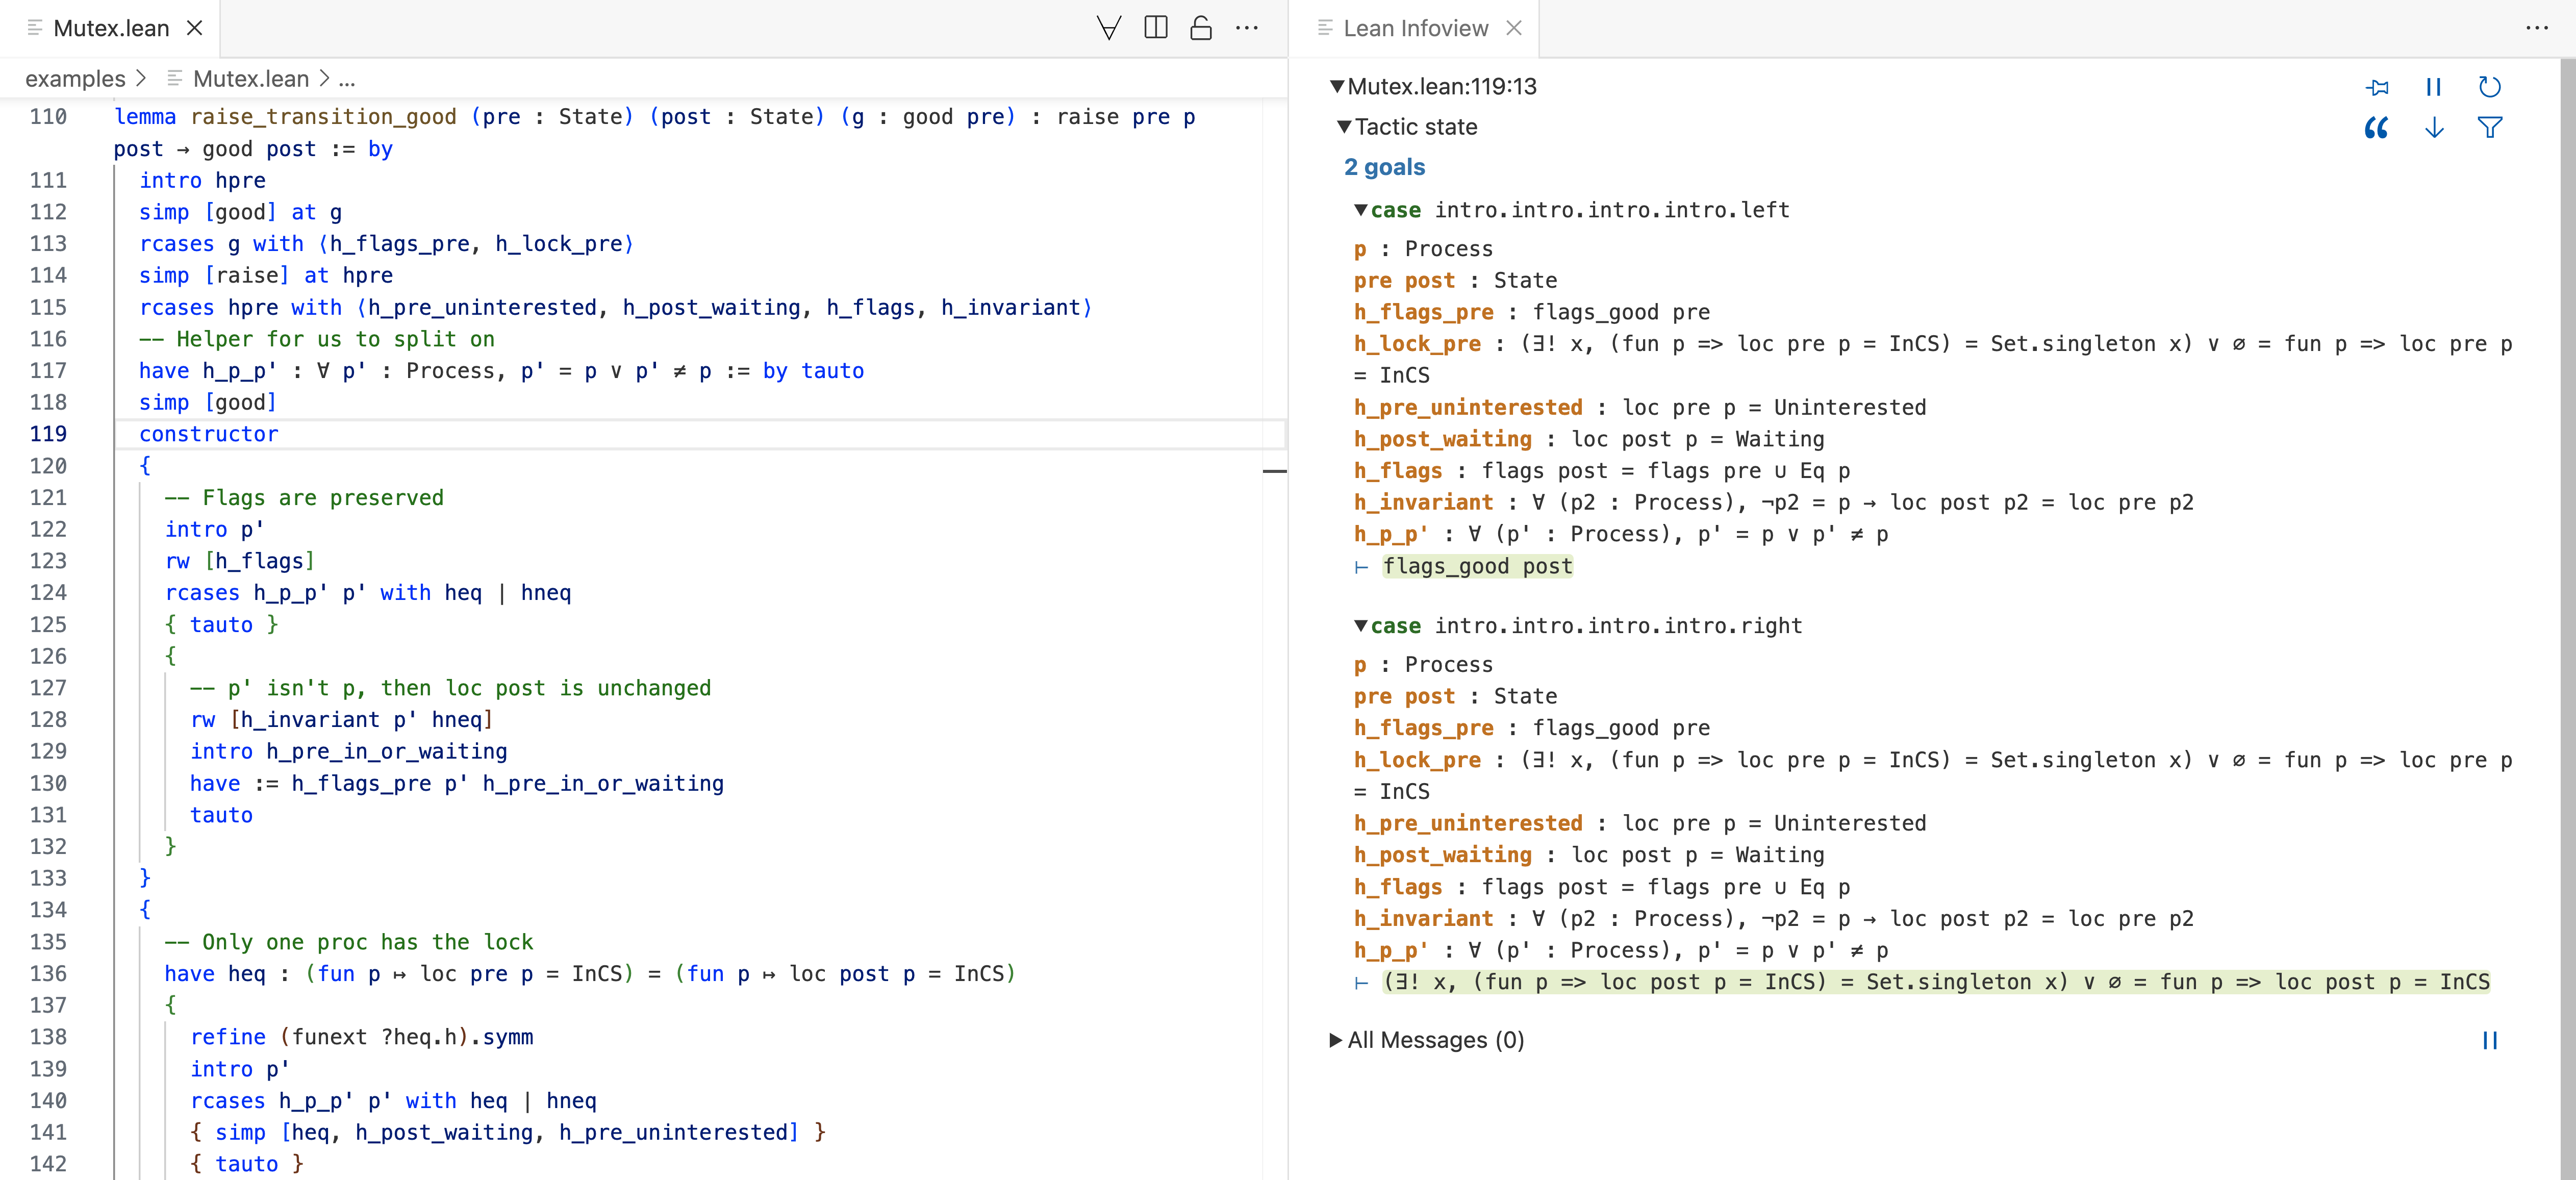 Mutex.lean
examples > Mutex.lean > ...
110 lemma raise_transition_good (pre : State) (post : State) (g : good pre) : raise pre p
post → good post := by
111 intro hpre
112 simp [good] at g
113 rcases g with ⟨h_flags_pre, h_lock_pre⟩
114 simp [raise] at hpre
115 rcases hpre with ⟨h_pre_uninterested, h_post_waiting, h_flags, h_invariant⟩
116 -- Helper for us to split on
117 have h_p_p' : ∀ p' : Process, p' = p ∨ p' ≠ p := by tauto
118 simp [good]
119 constructor
120 {
121 -- Flags are preserved
122 intro p'
123 rw [h_flags]
124 rcases h_p_p' p' with heq | hneq
125 { tauto }
126 {
127 -- p' isn't p, then loc post is unchanged
128 rw [h_invariant p' hneq]
129 intro h_pre_in_or_waiting
130 have := h_flags_pre p' h_pre_in_or_waiting
131 tauto
132 }
133 }
134 {
135 -- Only one proc has the lock
136 have heq : (fun p ↦ loc pre p = InCS) = (fun p ↦ loc post p = InCS)
137 {
138 refine (funext ?heq.h).symm
139 intro p'
140 rcases h_p_p' p' with heq | hneq
141 { simp [heq, h_post_waiting, h_pre_uninterested] }
142 { tauto }
Lean Infoview
▼Mutex.lean:119:13
▼Tactic state
2 goals
▼case intro.intro.intro.intro.left
p : Process
pre post : State
h_flags_pre : flags_good pre
h_lock_pre : (∃! x, (fun p => loc pre p = InCS) = Set.singleton x) ∨ ∅ = fun p => loc pre p
= InCS
h_pre_uninterested : loc pre p = Uninterested
h_post_waiting : loc post p = Waiting
h_flags : flags post = flags pre ∪ Eq p
h_invariant : ∀ (p2 : Process), ¬p2 = p → loc post p2 = loc pre p2
h_p_p' : ∀ (p' : Process), p' = p ∨ p' ≠ p
⊢ flags_good post
▼case intro.intro.intro.intro.right
p : Process
pre post : State
h_flags_pre : flags_good pre
h_lock_pre : (∃! x, (fun p => loc pre p = InCS) = Set.singleton x) ∨ ∅ = fun p => loc pre p
= InCS
h_pre_uninterested : loc pre p = Uninterested
h_post_waiting : loc post p = Waiting
h_flags : flags post = flags pre ∪ Eq p
h_invariant : ∀ (p2 : Process), ¬p2 = p → loc post p2 = loc pre p2
h_p_p' : ∀ (p' : Process), p' = p ∨ p' ≠ p
⊢ (∃! x, (fun p => loc post p = InCS) = Set.singleton x) ∨ ∅ = fun p => loc post p = InCS
▶All Messages (0)